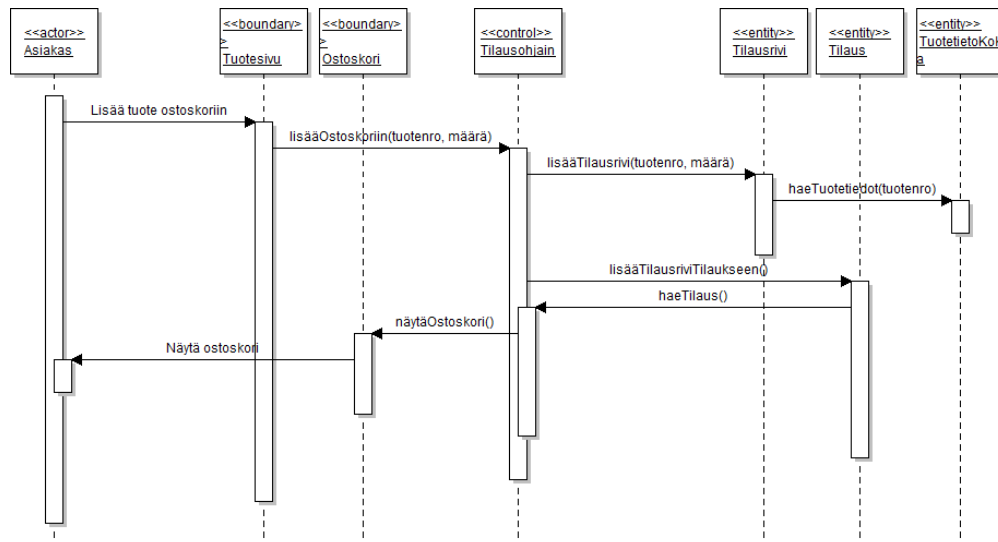 <<actor>>
Asiakas
<<boundary>
>
Tuotesivu
<<boundary>
>
Ostoskori
<<control>>
Tilausohjain
<<entity>>
Tilausrivi
<<entity>>
Tilaus
<<entity>>
TuotetietoKok
a
Lisää tuote ostoskoriin
lisääOstoskoriin(tuotenro, määrä)
lisääTilausrivi(tuotenro, määrä)
haeTuotetiedot(tuotenro)
lisääTilausriviTilaukseen()
haeTilaus()
näytäOstoskori()
Näytä ostoskori